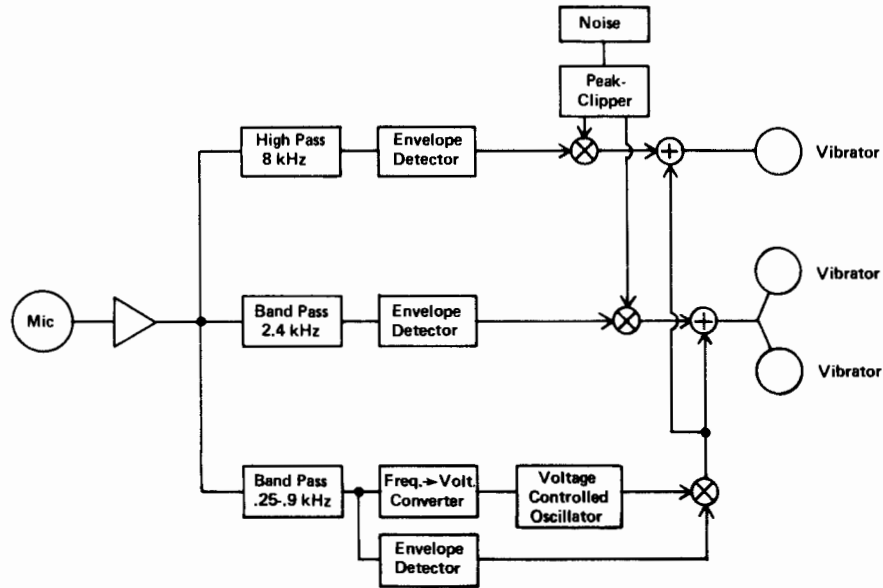 Noise
Peak-
Clipper
High Pass
8 kHz
Envelope
Detector
Vibrator
Vibrator
Mic
Band Pass
2.4 kHz
Envelope
Detector
Vibrator
Band Pass
.25-.9 kHz
Freq.→Volt.
Converter
Voltage
Controlled
Oscillator
Envelope
Detector